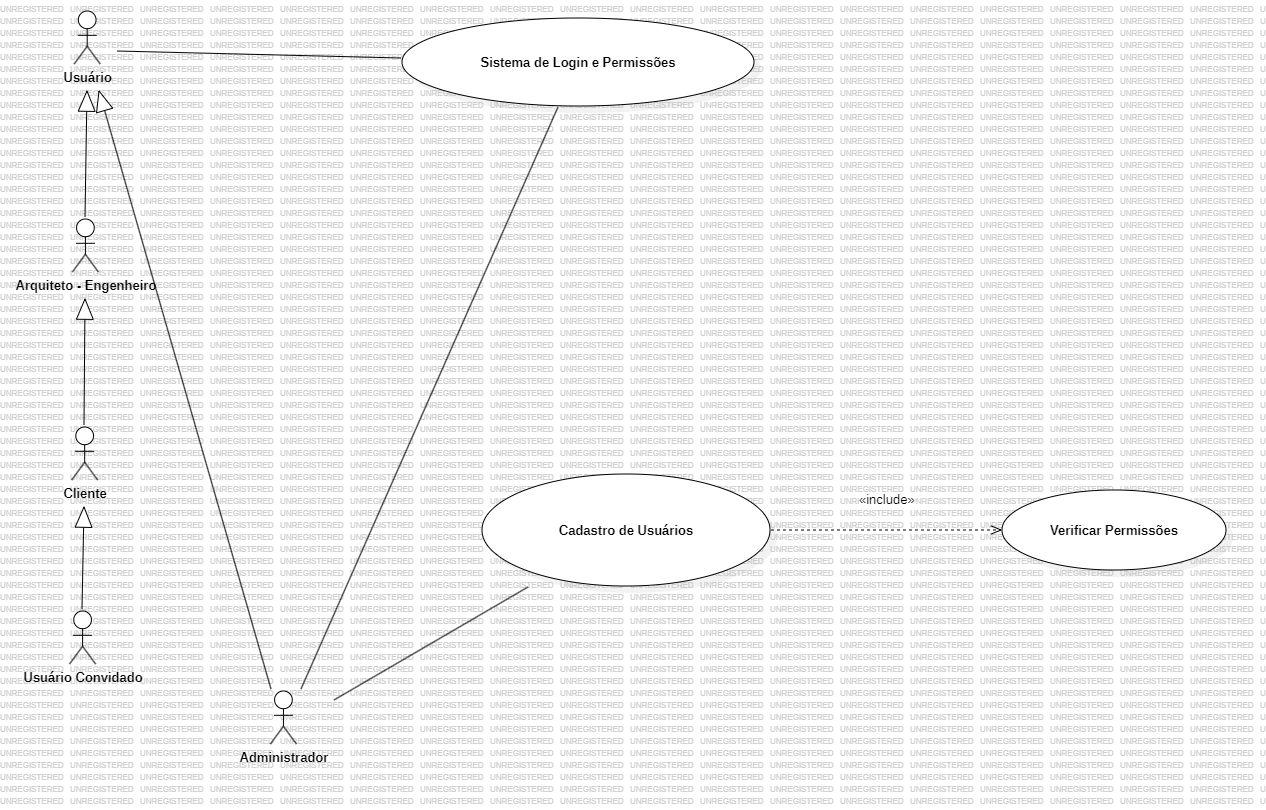 Usuário
Sistema de Login e Permissões
Arquiteto - Engenheiro
Cliente
«include»
Cadastro de Usuários
Verificar Permissões
Usuário Convidado
Administrador
UNREGISTERED